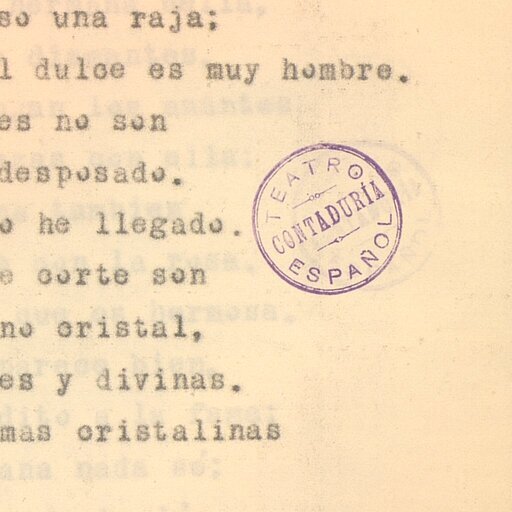 so una raja;
l dulce es muy hombre.
es no son
desposado.
o he llegado.
e corte son
no cristal,
es y divinas.
mas cristalinas
TEATRO
CONTADURÍA
ESPAÑOL